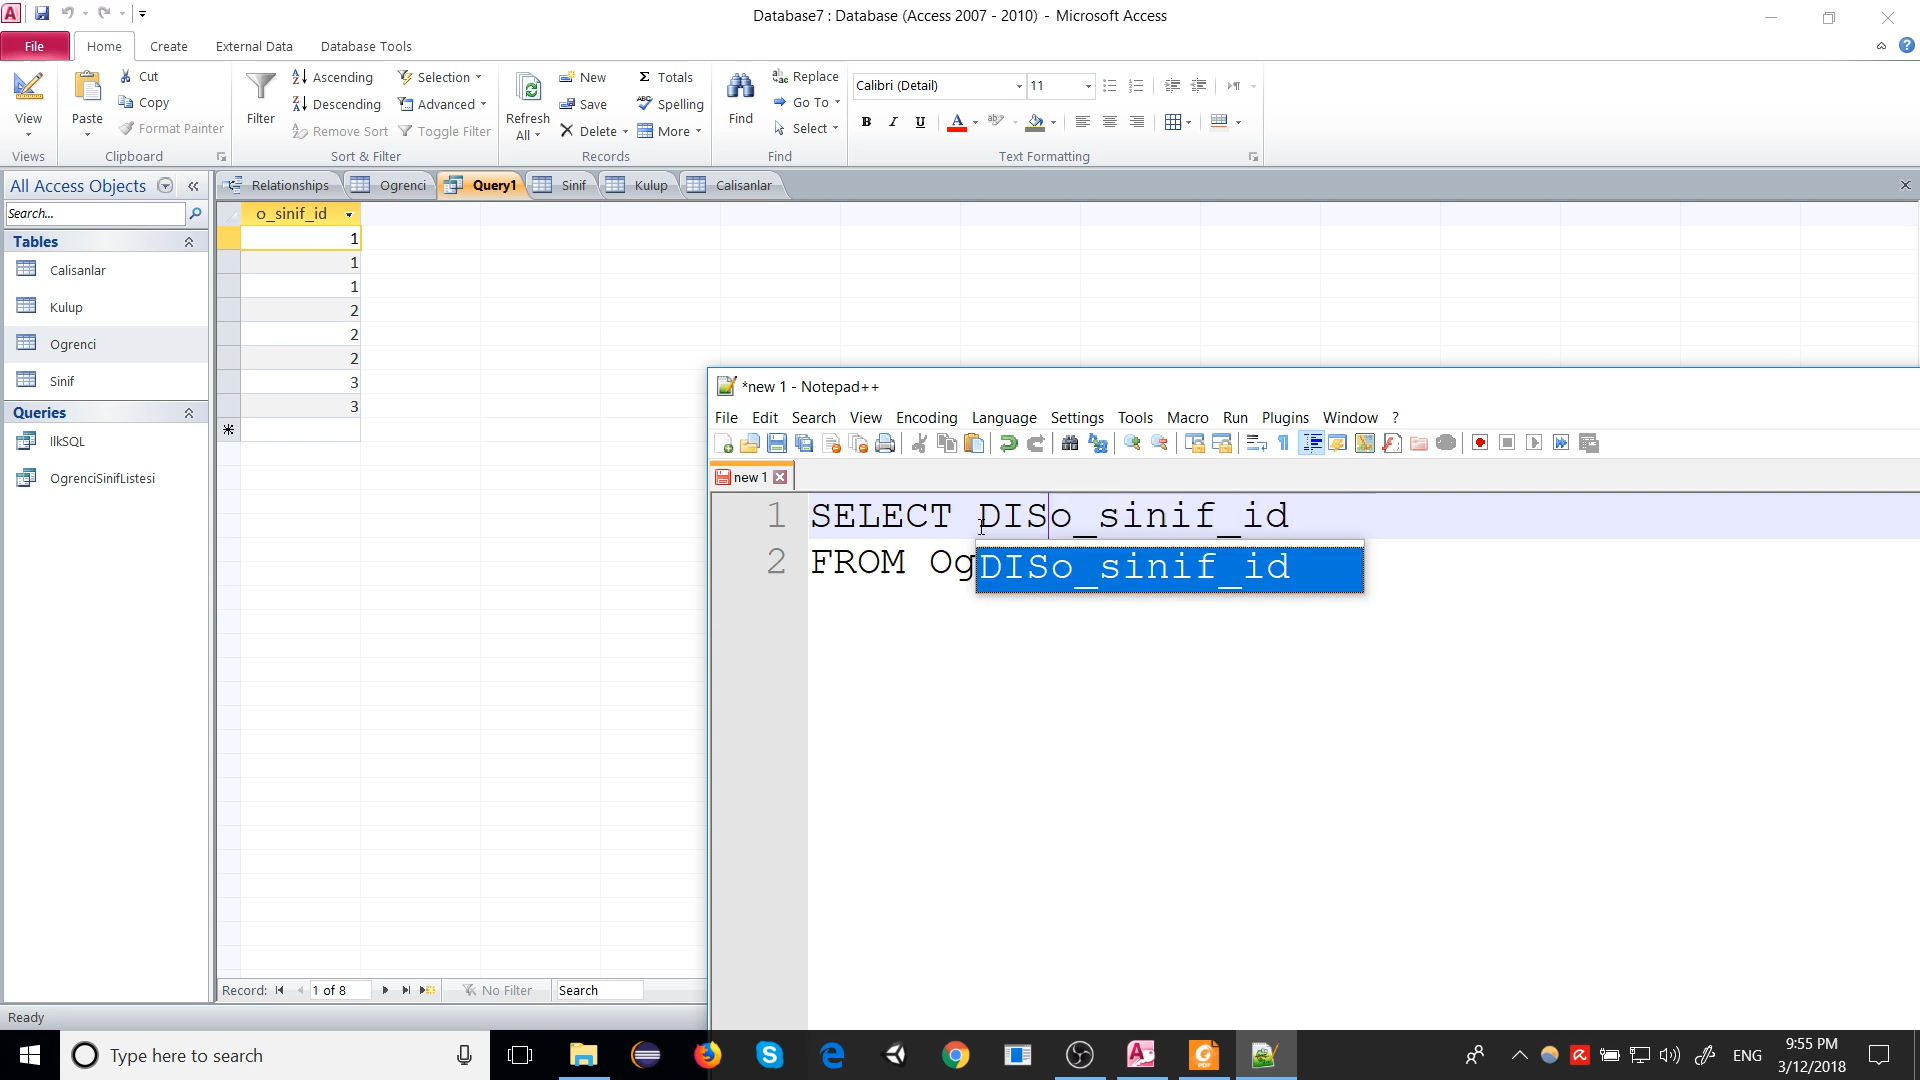 Database7 : Database (Access 2007 - 2010) - Microsoft Access
File Home Create External Data Database Tools
View
Views
Paste
Cut
Copy
Format Painter
Clipboard
Filter
Ascending
Descending
Remove Sort
Selection
Advanced
Toggle Filter
Sort & Filter
Refresh
All
New
Save
Delete
Totals
Spelling
More
Records
Find
Replace
Go To
Select
Find
Calibri (Detail) 11
B I U A
Text Formatting
All Access Objects
Search...
Tables
Calisanlar
Kulup
Ogrenci
Sinif
Queries
IlkSQL
OgrenciSinifListesi
Relationships Ogrenci Query1 Sinif Kulup Calisanlar
o_sinif_id
1
1
1
2
2
2
3
3
*new 1 - Notepad++
File Edit Search View Encoding Language Settings Tools Macro Run Plugins Window ?
new 1
1 SELECT DISo_sinif_id
2 FROM Og
DISo_sinif_id
Record: 1 of 8 No Filter Search
Ready
Type here to search
ENG
9:55 PM
3/12/2018